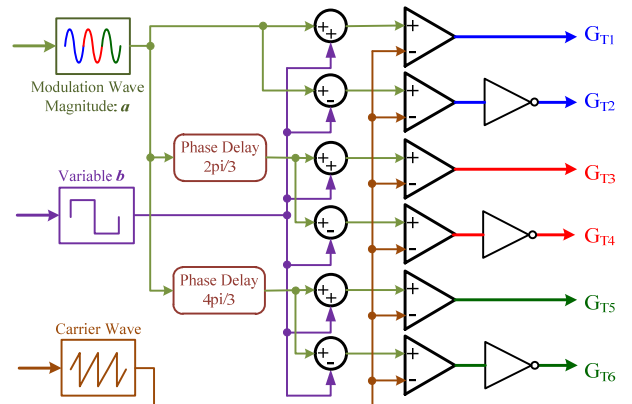 Modulation Wave
Magnitude: a
Phase Delay
2pi/3
Variable b
Phase Delay
4pi/3
Carrier Wave
+
+
+
-
+
-
+
-
+
+
+
-
+
-
+
-
+
+
+
-
+
-
+
-
GT1
GT2
GT3
GT4
GT5
GT6